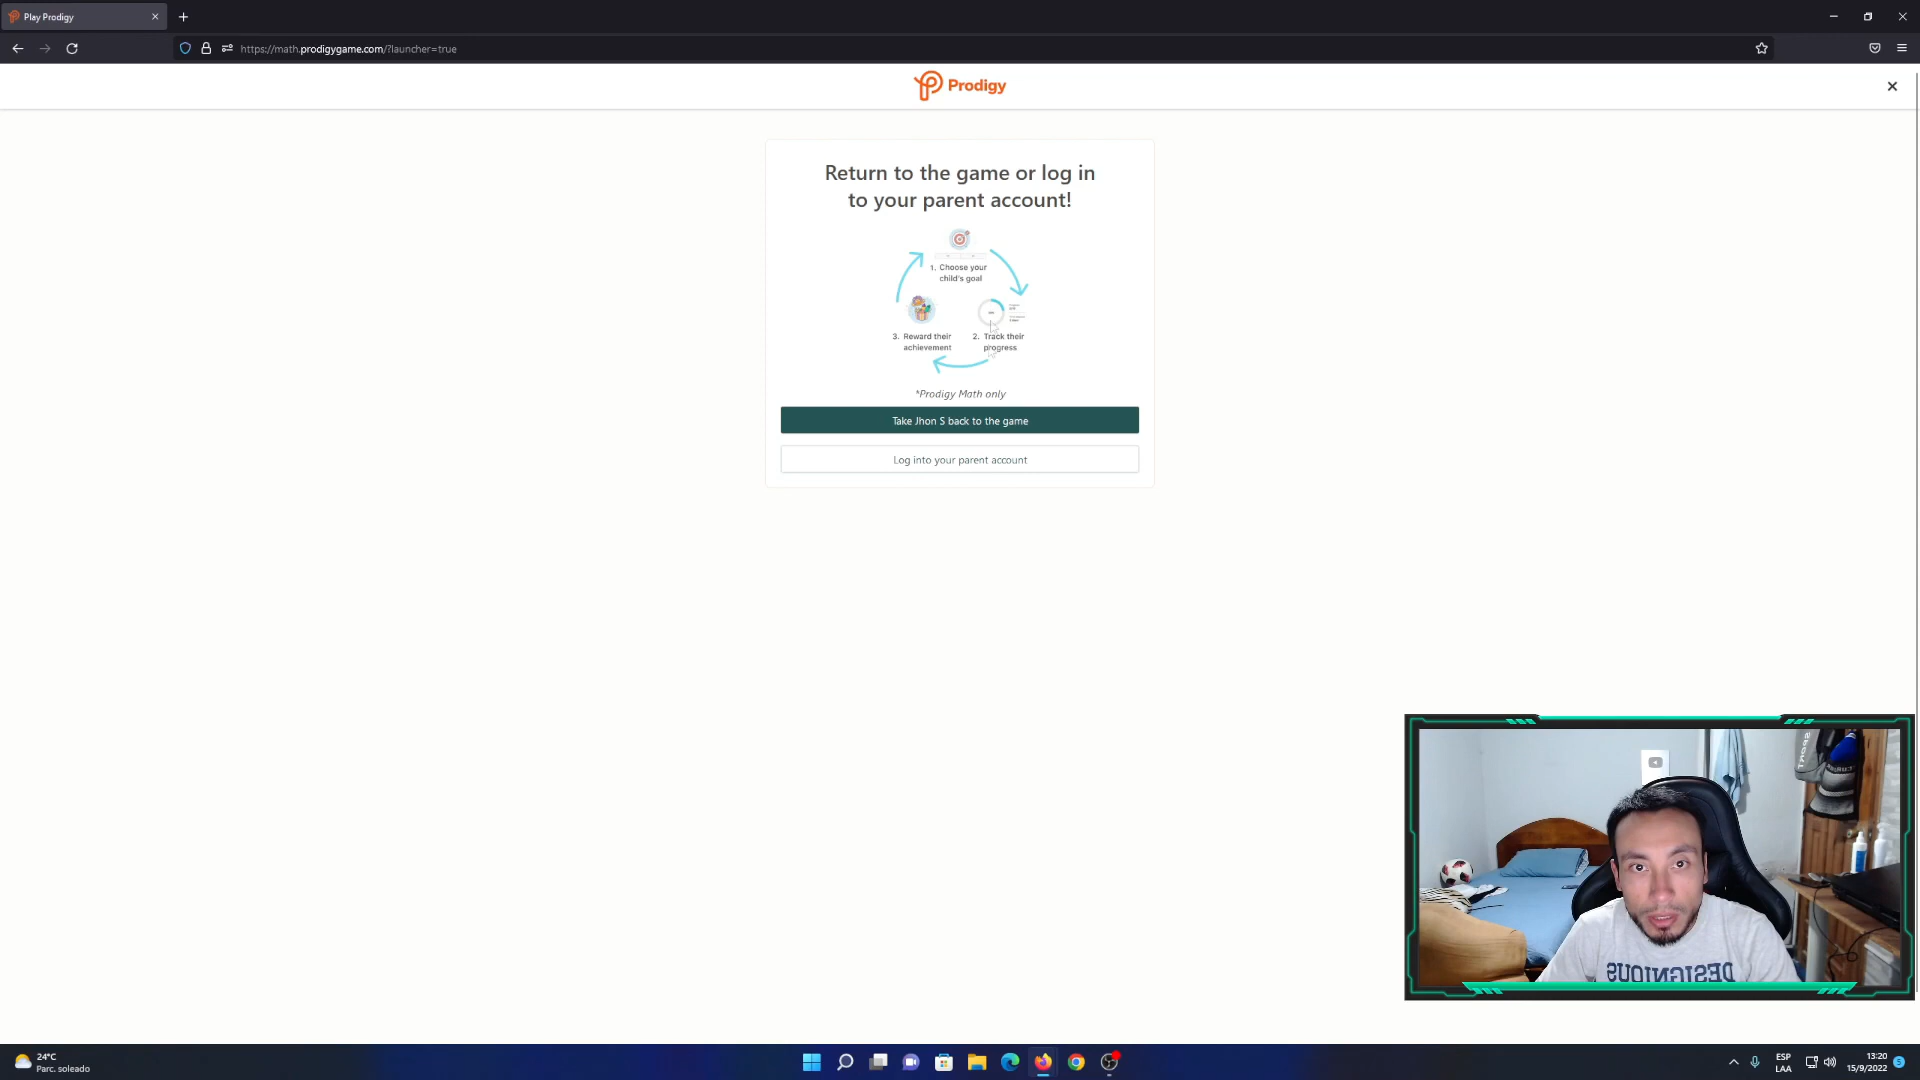 Play Prodigy
https://math.prodigygame.com/?launcher=true
Prodigy
Return to the game or log in
to your parent account!
1. Choose your
child's goal
3. Reward their
achievement
2. Track their
progress
*Prodigy Math only
Take Jhon S back to the game
Log into your parent account
SPORT
DESIGNIOUS
24°C
Parc. soleado
ESP
LAA
13:20
15/9/2022
5